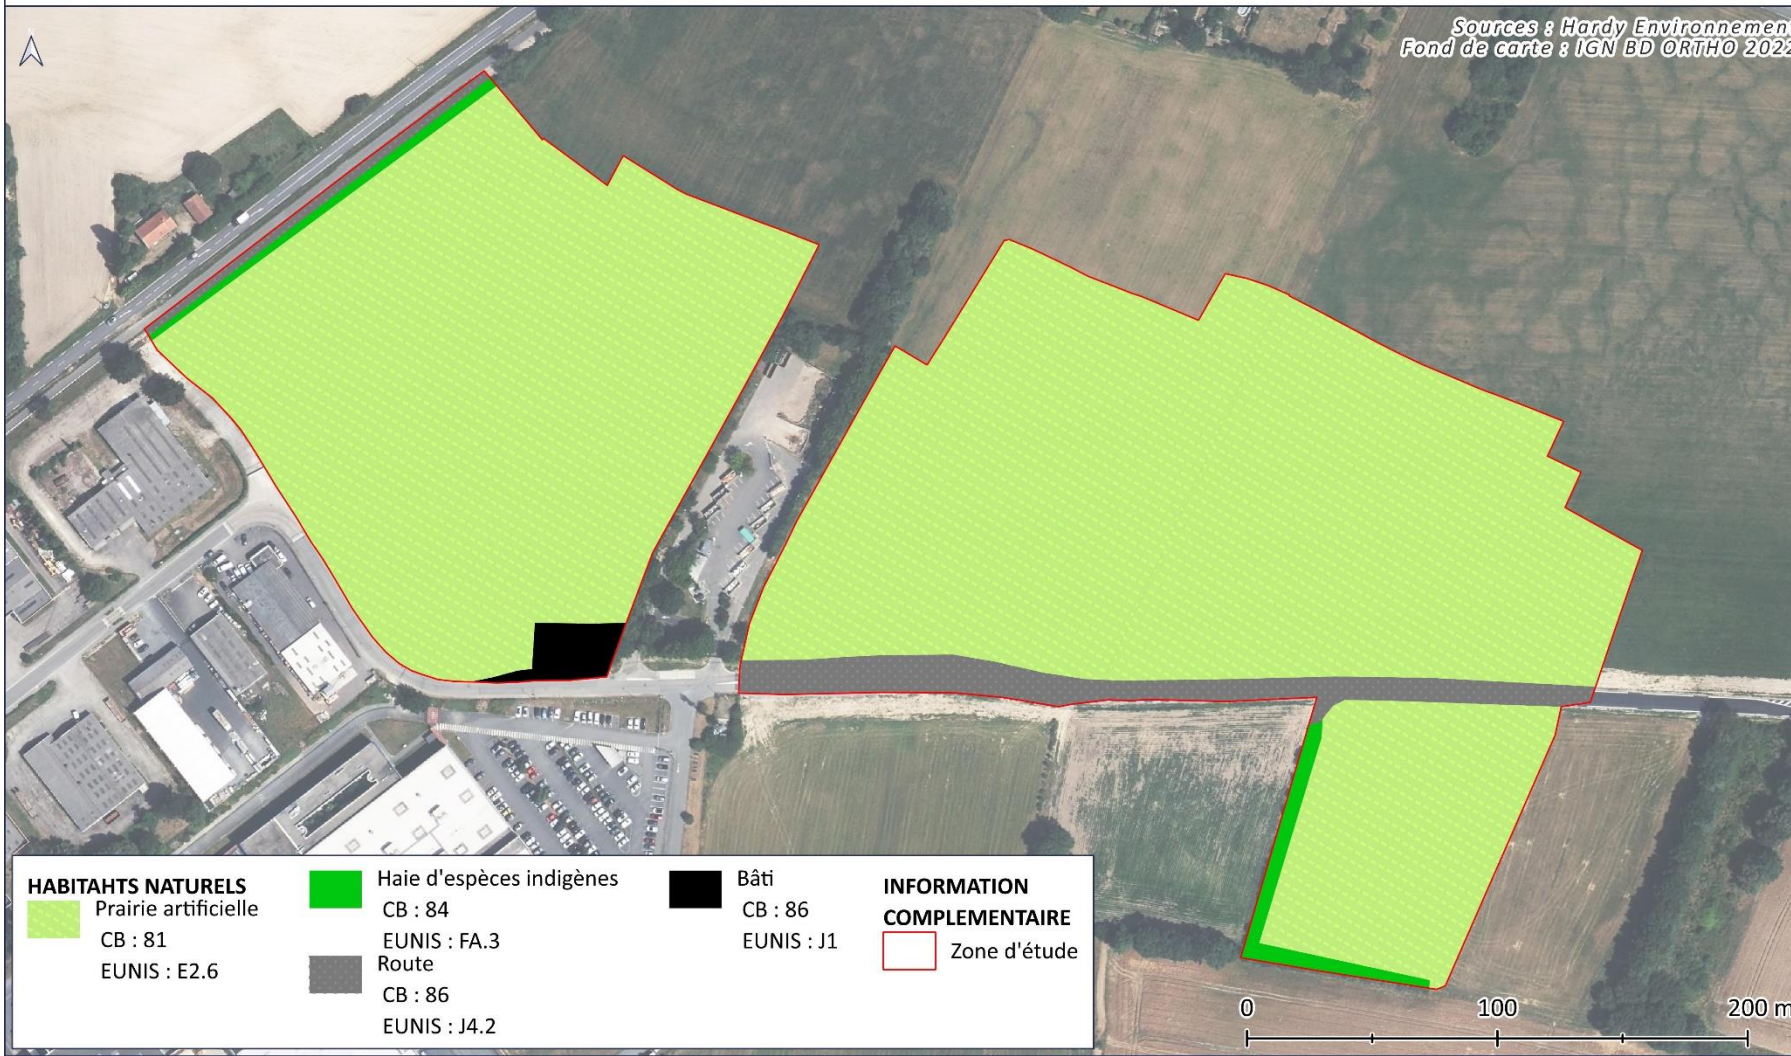 Sources : Hardy Environnement
Fond de carte : IGN BD ORTHO 2022
HABITAHTS NATURELS
Prairie artificielle
CB : 81
EUNIS : E2.6
Haie d'espèces indigènes
CB : 84
EUNIS : FA.3
Route
CB : 86
EUNIS : J4.2
Bâti
CB : 86
EUNIS : J1
INFORMATION
COMPLEMENTAIRE
Zone d'étude
0 100 200 m